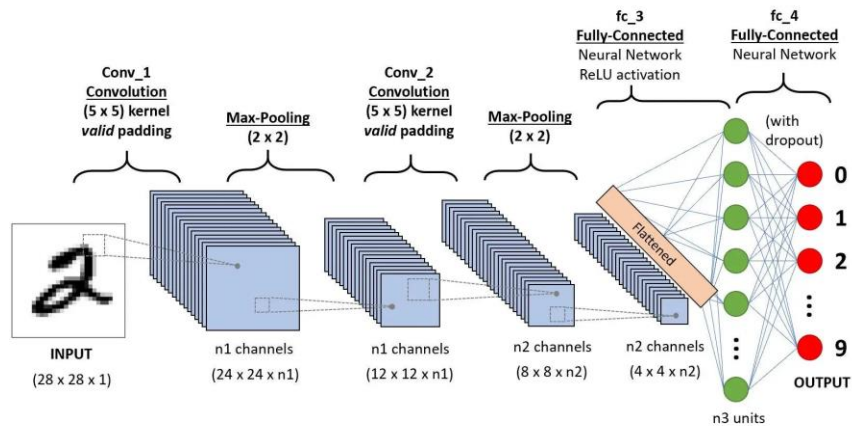 Conv_1
Convolution
(5 x 5) kernel
valid padding
Max-Pooling
(2 x 2)
Conv_2
Convolution
(5 x 5) kernel
valid padding
Max-Pooling
(2 x 2)
fc_3
Fully-Connected
Neural Network
ReLU activation
fc_4
Fully-Connected
Neural Network
(with
dropout)
Flattened
0
1
2
9
OUTPUT
2
INPUT
(28 x 28 x 1)
n1 channels
(24 x 24 x n1)
n1 channels
(12 x 12 x n1)
n2 channels
(8 x 8 x n2)
n2 channels
(4 x 4 x n2)
n3 units